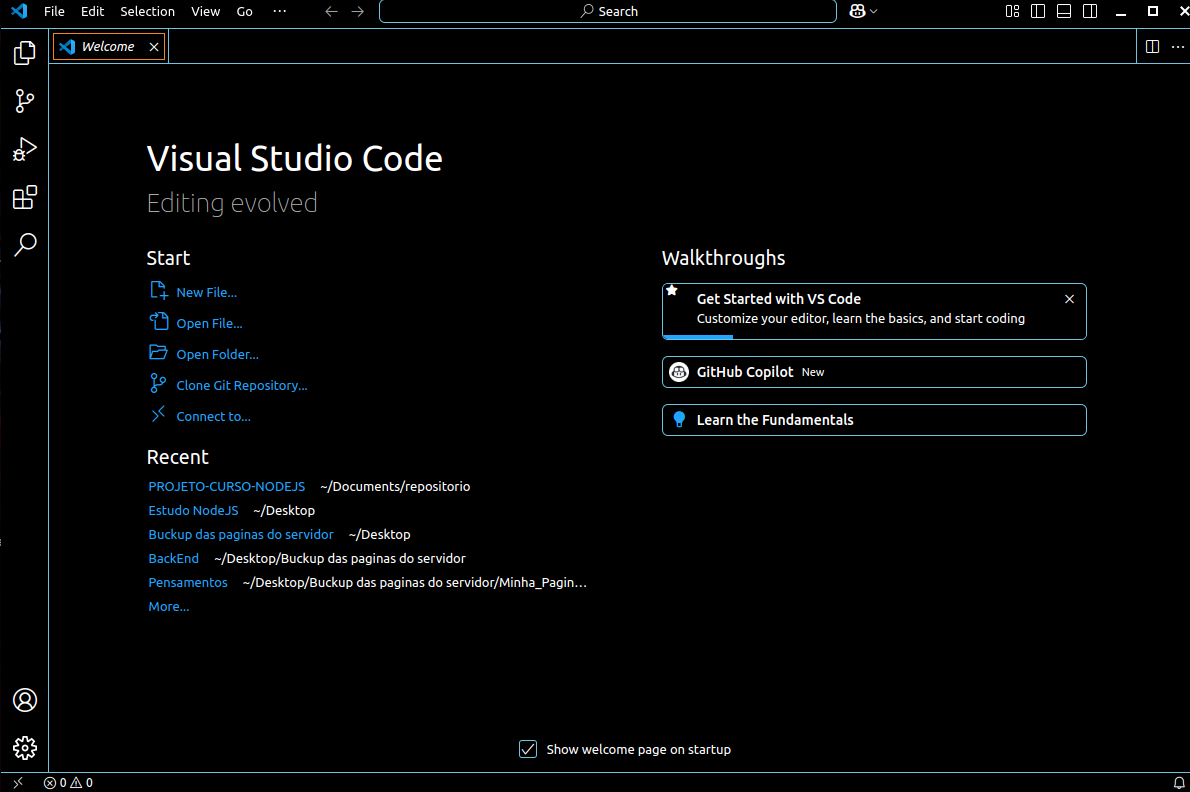 File Edit Selection View Go ··· Search
Welcome
Visual Studio Code
Editing evolved
Start
New File...
Open File...
Open Folder...
Clone Git Repository...
Connect to...
Recent
PROJETO-CURSO-NODEJS ~/Documents/repositorio
Estudo NodeJS ~/Desktop
Buckup das paginas do servidor ~/Desktop
BackEnd ~/Desktop/Buckup das paginas do servidor
Pensamentos ~/Desktop/Buckup das paginas do servidor/Minha_Pagin...
More...
Walkthroughs
Get Started with VS Code
Customize your editor, learn the basics, and start coding
GitHub Copilot New
Learn the Fundamentals
Show welcome page on startup
0 0